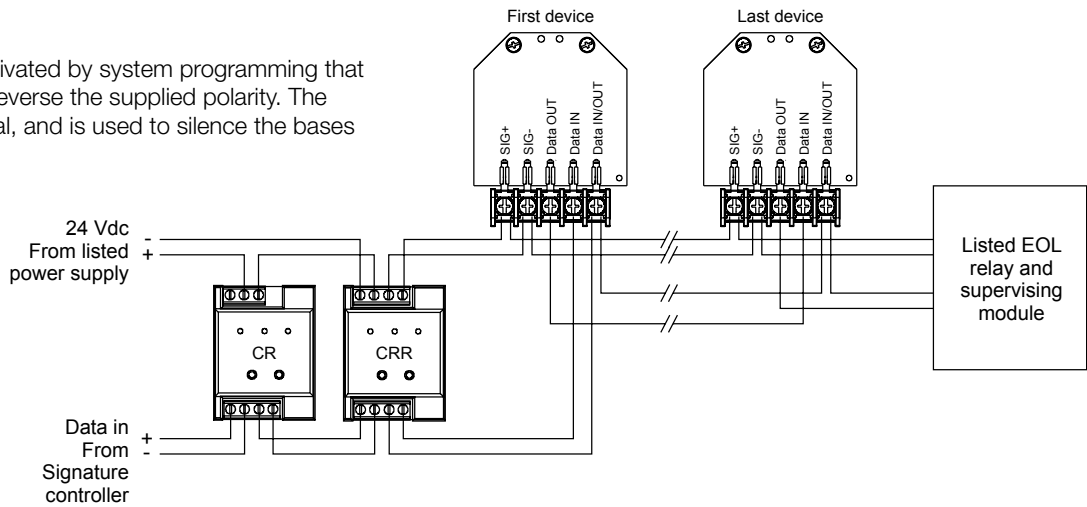 First device
Last device
ivated by system programming that
everse the supplied polarity. The
al, and is used to silence the bases
SIG+
SIG-
Data OUT
Data IN
Data IN/OUT
SIG+
SIG-
Data OUT
Data IN
Data IN/OUT
24 Vdc -
From listed +
power supply
Listed EOL
relay and
supervising
module
CR
CRR
Data in +
From -
Signature
controller